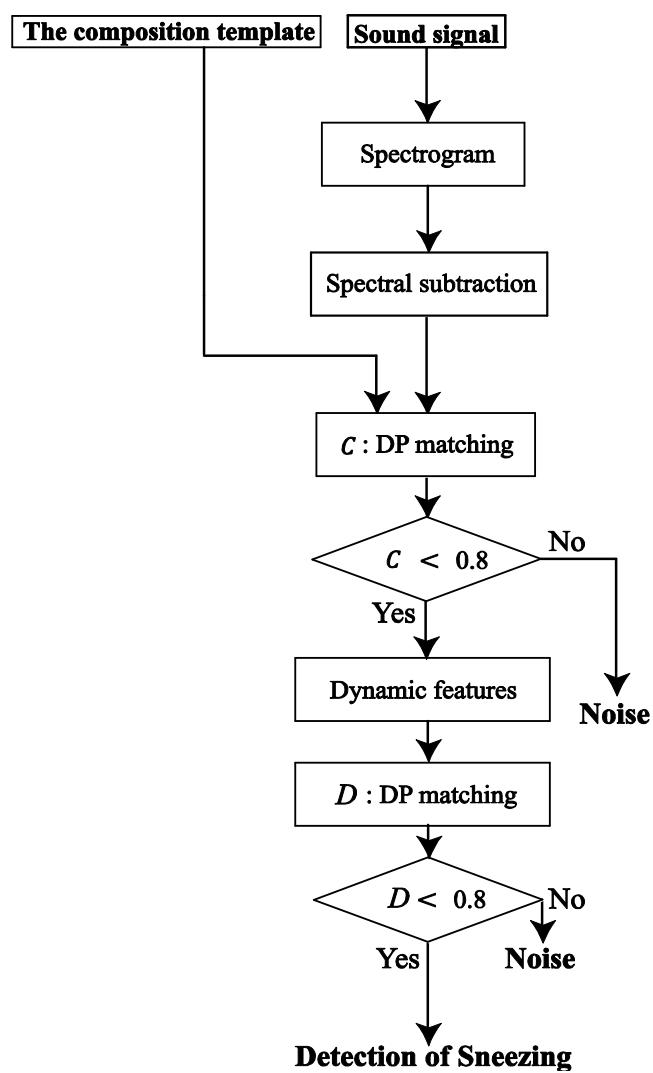 The composition template
Sound signal
Spectrogram
Spectral subtraction
C : DP matching
C < 0.8
No
Yes
Dynamic features
Noise
D : DP matching
D < 0.8
No
Yes
Noise
Detection of Sneezing